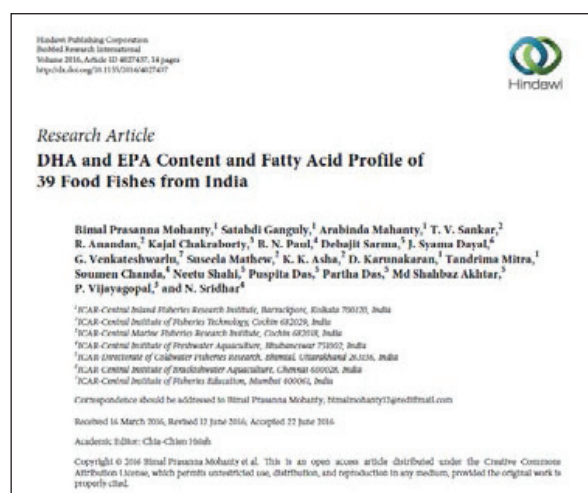 Hindawi Publishing Corporation
BioMed Research International
Volume 2016, Article ID 4027437, 14 pages
http://dx.doi.org/10.1155/2016/4027437
Hindawi
Research Article
DHA and EPA Content and Fatty Acid Profile of
39 Food Fishes from India
Bimal Prasanna Mohanty,¹ Satabdi Ganguly,¹ Arabinda Mahanty,¹ T. V. Sankar,²
R. Anandan,² Kajal Chakraborty,³ B. N. Paul,⁴ Debajit Sarma,⁵ J. Syama Dayal,⁶
G. Venkateshwarlu,² Suseela Mathew,² K. K. Asha,² D. Karunakaran,¹ Tandrima Mitra,¹
Soumen Chanda,⁴ Neetu Shahi,⁵ Puspita Das,⁵ Partha Das,⁵ Md Shahbaz Akhtar,⁵
P. Vijayagopal,³ and N. Sridhar⁴
¹ICAR-Central Inland Fisheries Research Institute, Barrackpore, Kolkata 700120, India
²ICAR-Central Institute of Fisheries Technology, Cochin 682029, India
³ICAR-Central Marine Fisheries Research Institute, Cochin 682018, India
⁴ICAR-Central Institute of Freshwater Aquaculture, Bhubaneswar 751002, India
⁵ICAR-Directorate of Coldwater Fisheries Research, Bhimtal, Uttarakhand 263136, India
⁶ICAR-Central Institute of Brackishwater Aquaculture, Chennai 600028, India
⁷ICAR-Central Institute of Fisheries Education, Mumbai 400061, India
Correspondence should be addressed to Bimal Prasanna Mohanty; bimalmohanty12@rediffmail.com
Received 16 March 2016; Revised 12 June 2016; Accepted 22 June 2016
Academic Editor: Chia-Chien Hsieh
Copyright © 2016 Bimal Prasanna Mohanty et al. This is an open access article distributed under the Creative Commons
Attribution License, which permits unrestricted use, distribution, and reproduction in any medium, provided the original work is
properly cited.